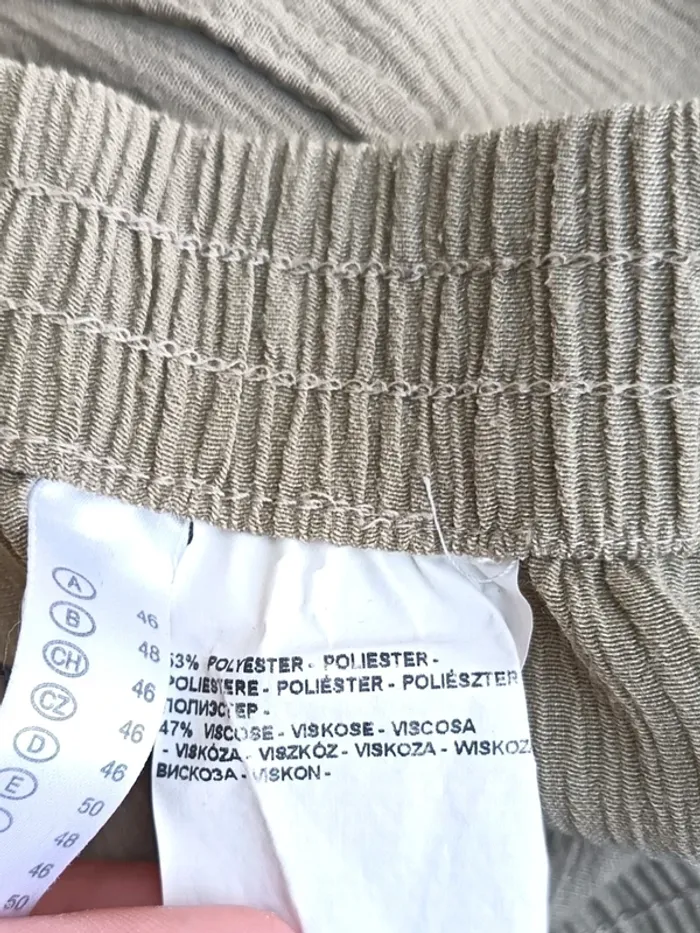 A 46
B 48
CH 46
CZ 46
D 46
E 50
48
46
50
53% POLYESTER - POLIESTER -
POLIESTERE - POLIÉSTER - POLIÉSZTER
ПОЛИЭСТЕР -
47% VISCOSE - VISKOSE - VISCOSA
- VISKÓZA - VISZKÓZ - VISKOZA - WISKOZ
ВИСКОЗА - VISKON -